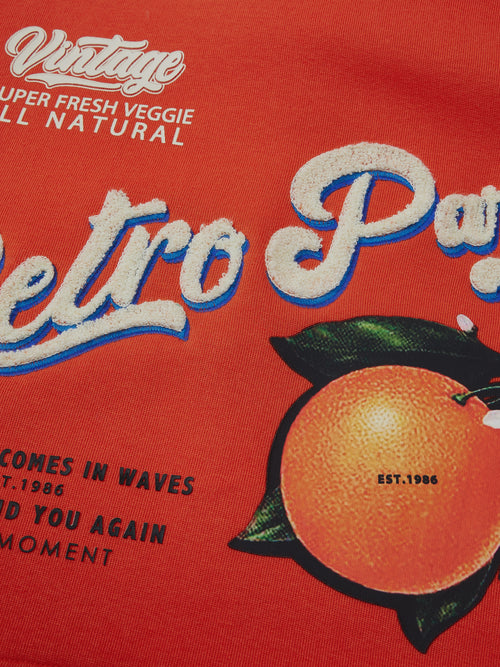 Vintage
UPER FRESH VEGGIE
LL NATURAL
etro Pa
COMES IN WAVES
T.1986
ND YOU AGAIN
MOMENT
EST.1986